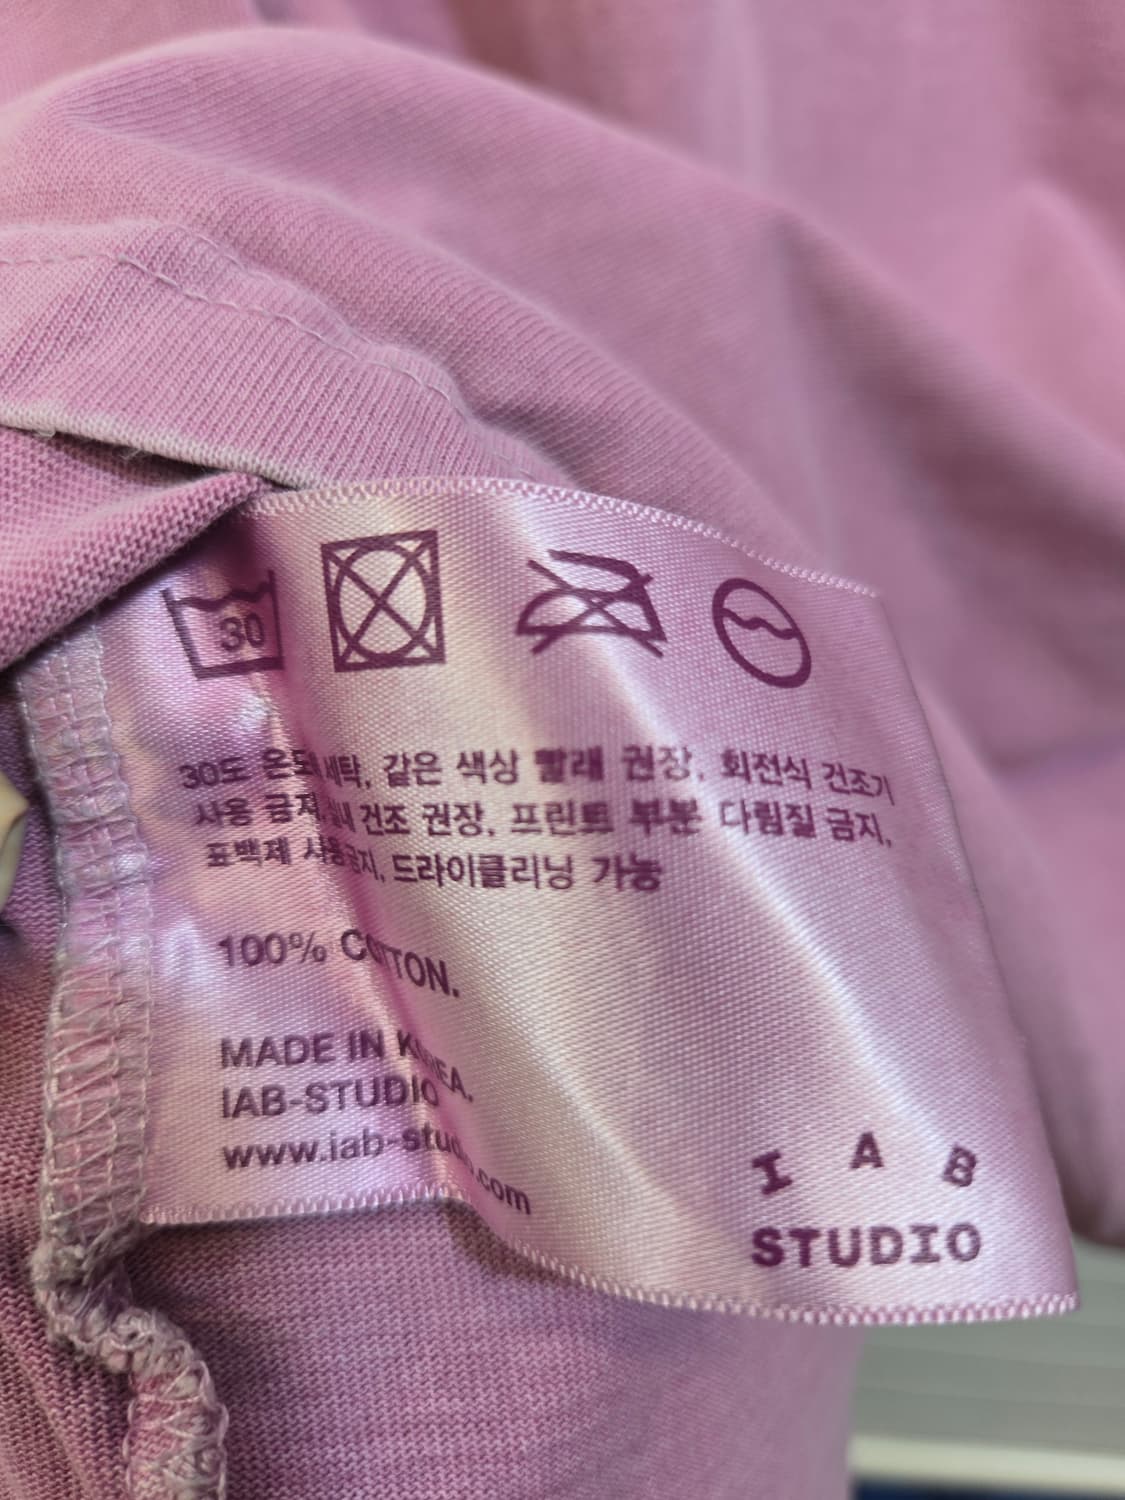 30
30도 온도 세탁, 같은 색상 빨래 권장, 회전식 건조기
사용 금지, 실내 건조 권장, 프린트 부분 다림질 금지,
표백제 사용금지, 드라이클리닝 가능
100% COTTON.
MADE IN KOREA.
IAB-STUDIO
www.iab-studio.com
I A B
STUDIO